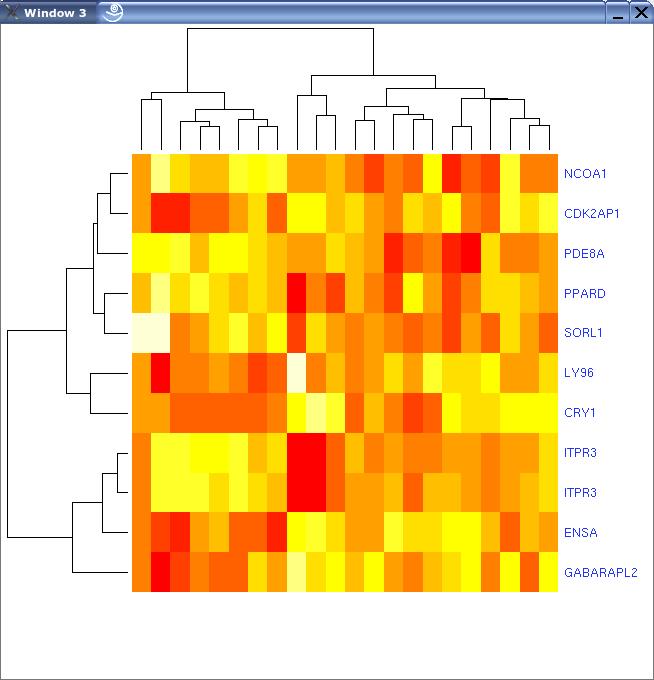 Window 3
NCOA1
CDK2AP1
PDE8A
PPARD
SORL1
LY96
CRY1
ITPR3
ITPR3
ENSA
GABARAPL2